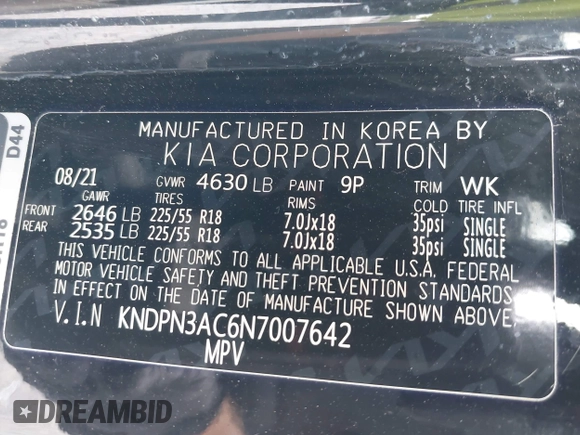 MANUFACTURED IN KOREA BY
KIA CORPORATION
08/21 GVWR 4630 LB PAINT 9P TRIM WK
GAWR TIRES RIMS COLD TIRE INFL
FRONT 2646 LB 225/55 R18 7.0Jx18 35psi SINGLE
REAR 2535 LB 225/55 R18 7.0Jx18 35psi SINGLE
THIS VEHICLE CONFORMS TO ALL APPLICABLE U.S.A. FEDERAL
MOTOR VEHICLE SAFETY AND THEFT PREVENTION STANDARDS
IN EFFECT ON THE DATE OF MANUFACTURE SHOWN ABOVE.
V.I.N KNDPN3AC6N7007642
MPV
D44
DREAMBID